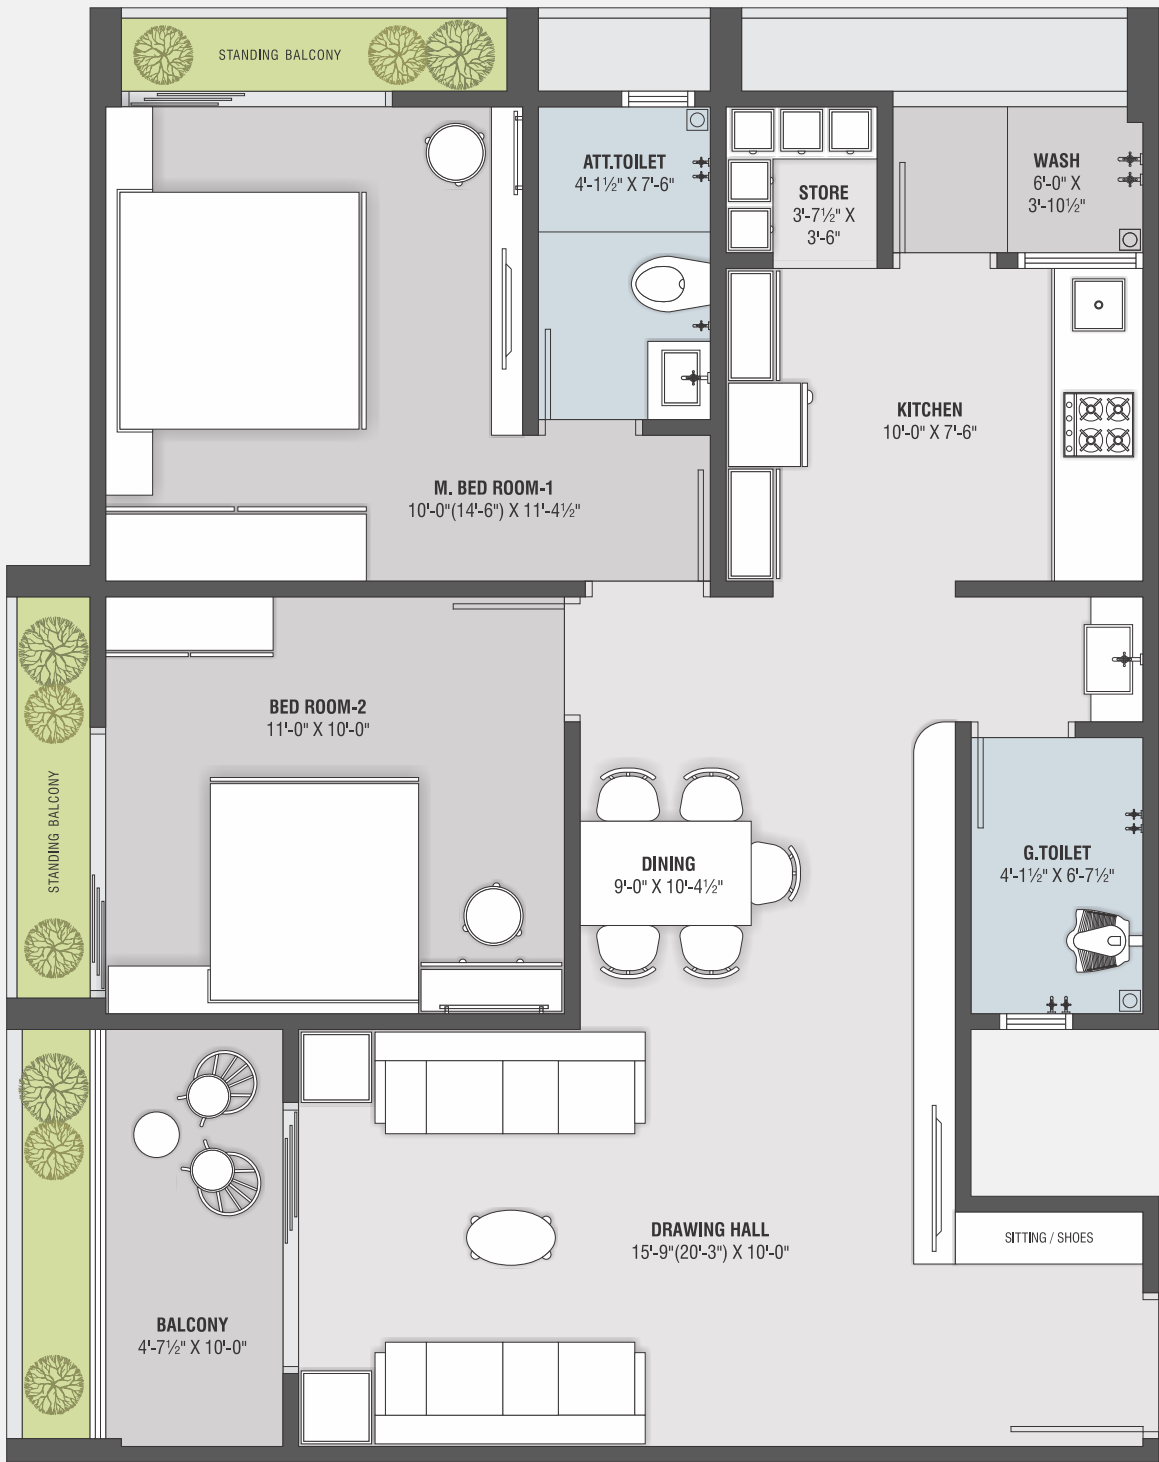 STANDING BALCONY
ATT.TOILET
4'-1½" X 7'-6"
STORE
3'-7½" X
3'-6"
WASH
6'-0" X
3'-10½"
KITCHEN
10'-0" X 7'-6"
M. BED ROOM-1
10'-0"(14'-6") X 11'-4½"
BED ROOM-2
11'-0" X 10'-0"
STANDING BALCONY
DINING
9'-0" X 10'-4½"
G.TOILET
4'-1½" X 6'-7½"
DRAWING HALL
15'-9"(20'-3") X 10'-0"
SITTING / SHOES
BALCONY
4'-7½" X 10'-0"